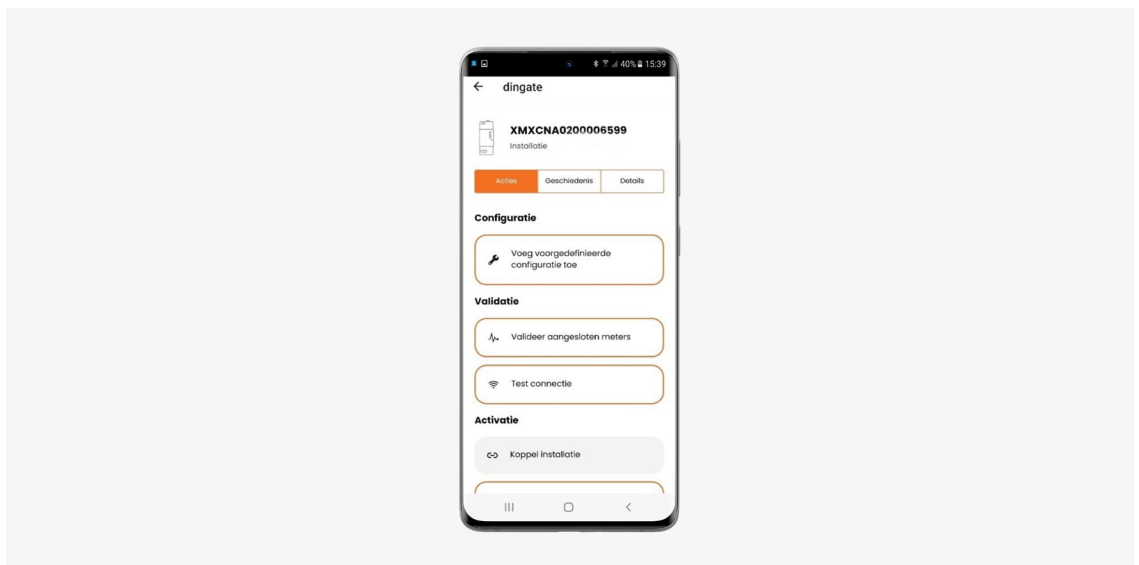 40% 15:39
dingate
XMXCNA0200006599
Installatie
Acties Geschiedenis Details
Configuratie
Voeg voorgedefinieerde
configuratie toe
Validatie
Valideer aangesloten meters
Test connectie
Activatie
Koppel installatie